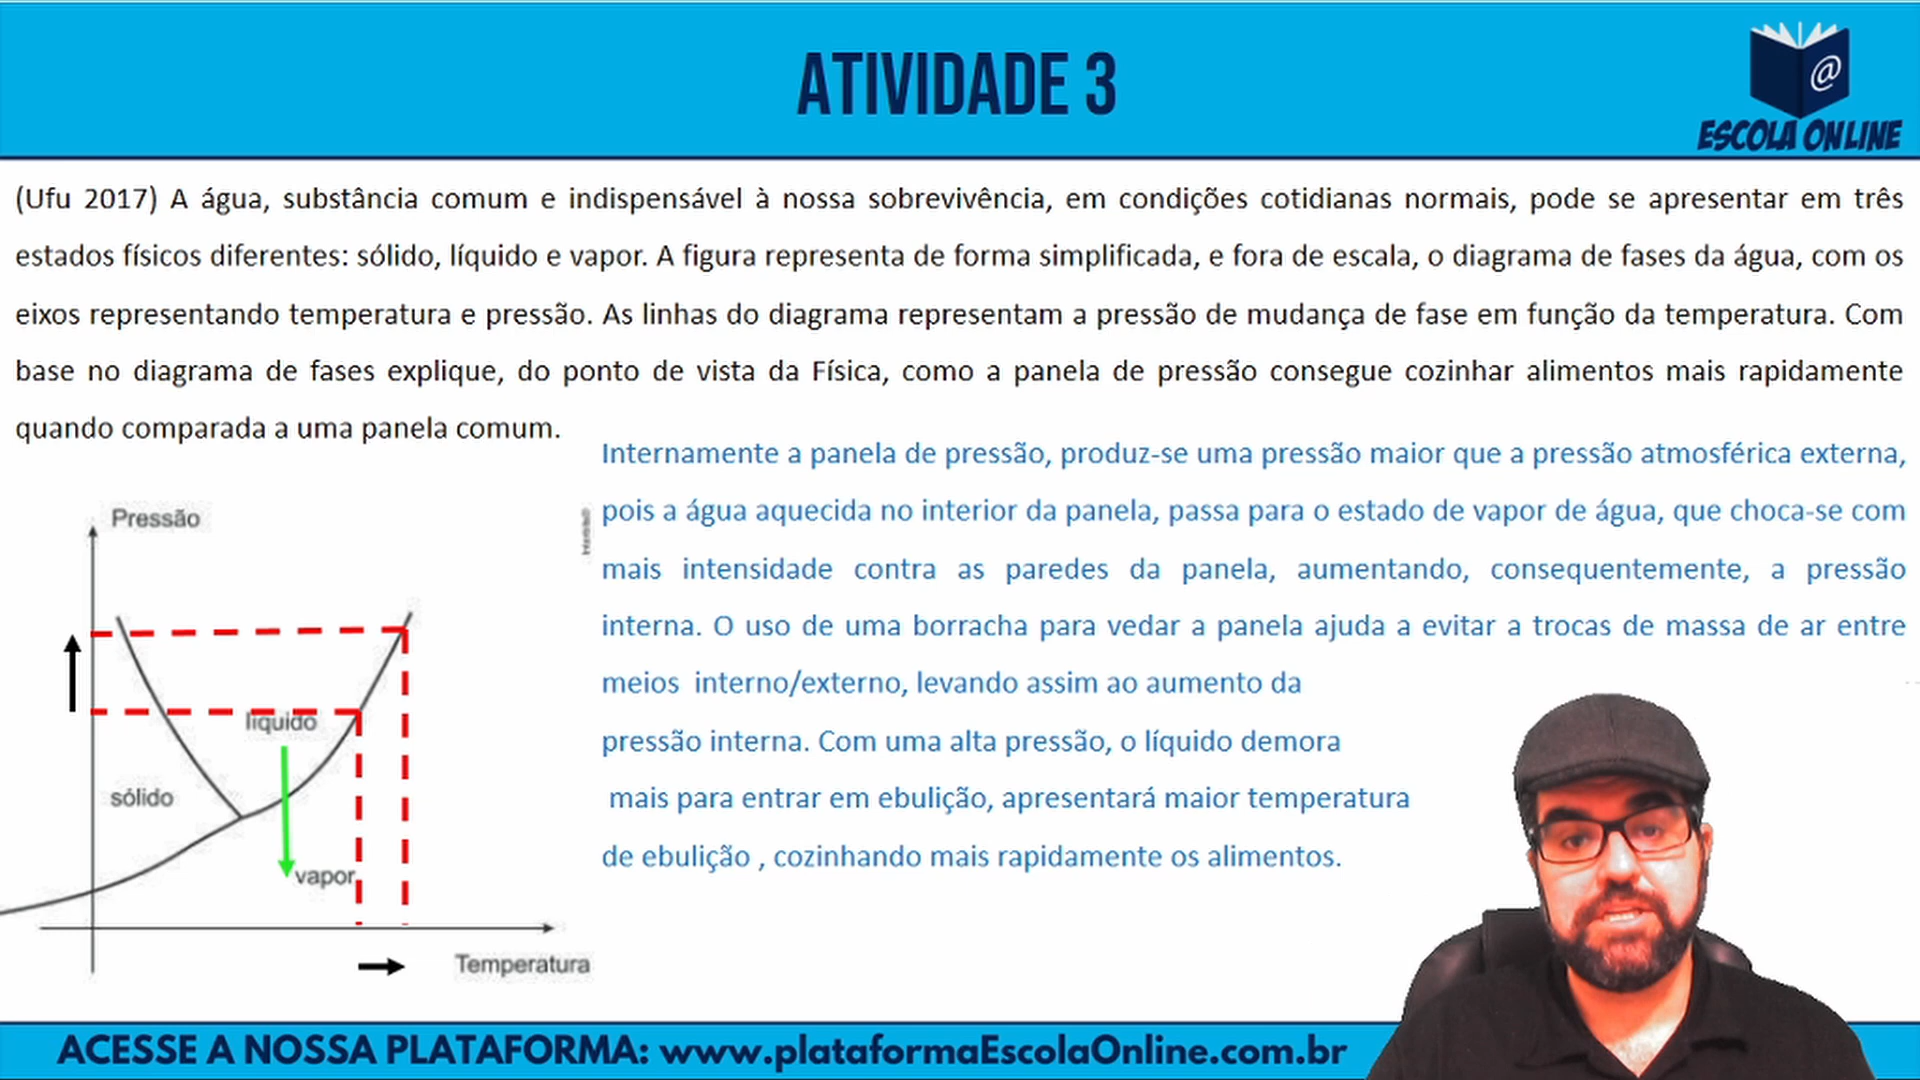 ATIVIDADE 3
@
ESCOLA ONLINE
(Ufu 2017) A água, substância comum e indispensável à nossa sobrevivência, em condições cotidianas normais, pode se apresentar em três
estados físicos diferentes: sólido, líquido e vapor. A figura representa de forma simplificada, e fora de escala, o diagrama de fases da água, com os
eixos representando temperatura e pressão. As linhas do diagrama representam a pressão de mudança de fase em função da temperatura. Com
base no diagrama de fases explique, do ponto de vista da Física, como a panela de pressão consegue cozinhar alimentos mais rapidamente
quando comparada a uma panela comum.
Internamente a panela de pressão, produz-se uma pressão maior que a pressão atmosférica externa,
pois a água aquecida no interior da panela, passa para o estado de vapor de água, que choca-se com
mais intensidade contra as paredes da panela, aumentando, consequentemente, a pressão
interna. O uso de uma borracha para vedar a panela ajuda a evitar a trocas de massa de ar entre
meios interno/externo, levando assim ao aumento da
pressão interna. Com uma alta pressão, o líquido demora
mais para entrar em ebulição, apresentará maior temperatura
de ebulição , cozinhando mais rapidamente os alimentos.
Pressão
líquido
sólido
vapor
Temperatura
ACESSE A NOSSA PLATAFORMA: www.plataformaEscolaOnline.com.br